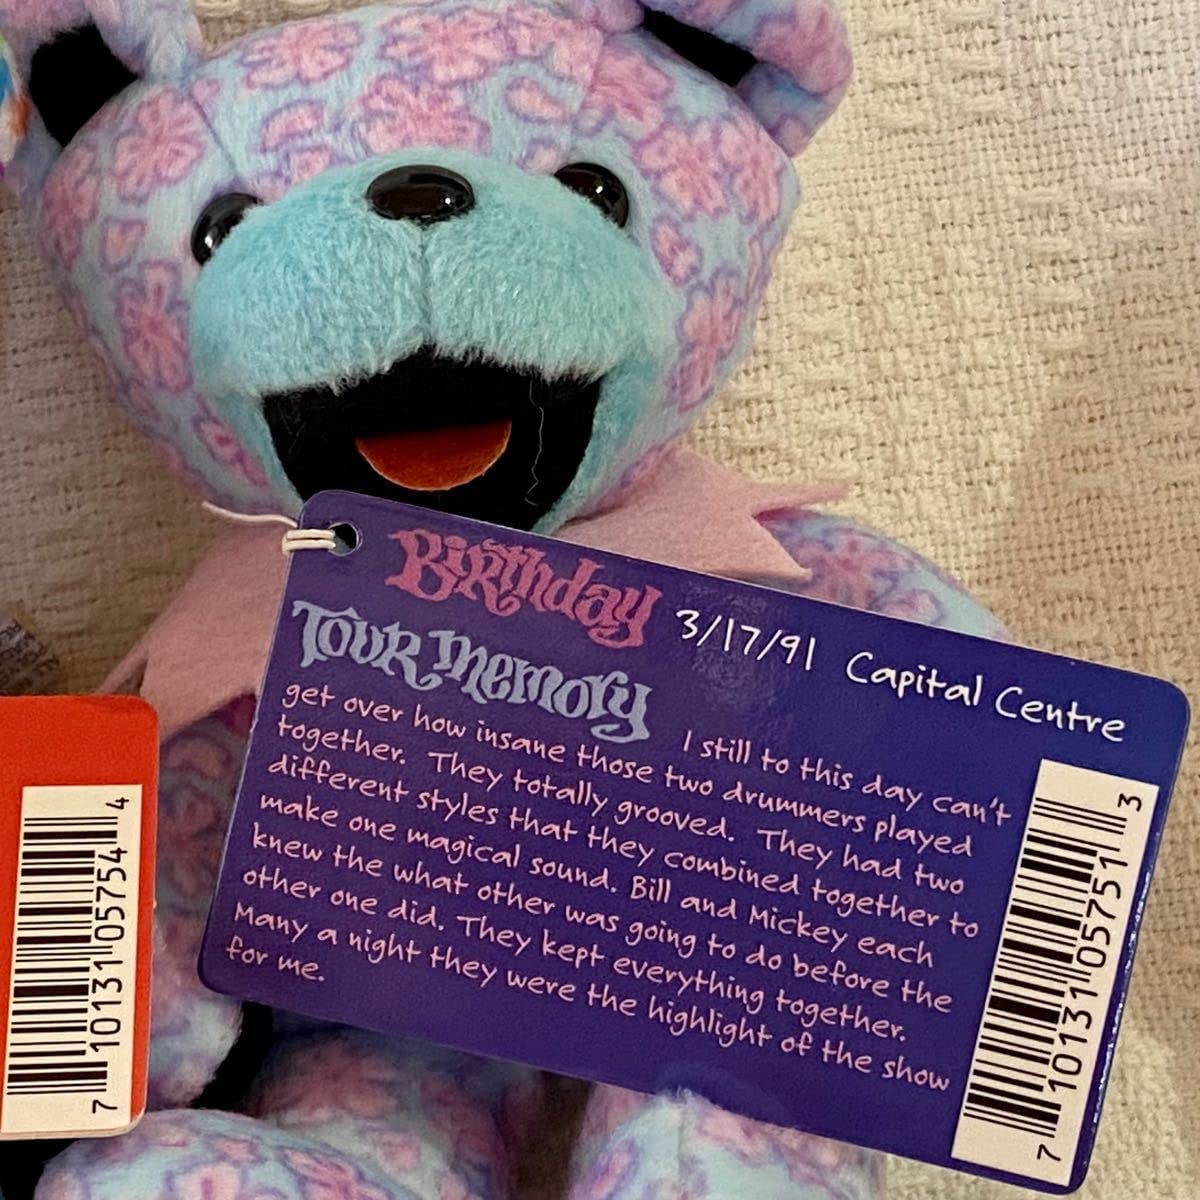 Birthday 3/17/91 Capital Centre
Tour Memory I still to this day can't
get over how insane those two drummers played
together. They totally grooved. They had two
different styles that they combined together to
make one magical sound. Bill and Mickey each
knew the what other was going to do before the
other one did. They kept everything together.
Many a night they were the highlight of the show
for me.
7 10131 05751 3
7 10131 05754 4